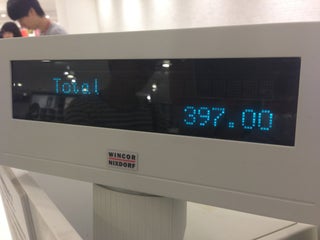 Total
397.00
WINCOR
NIXDORF